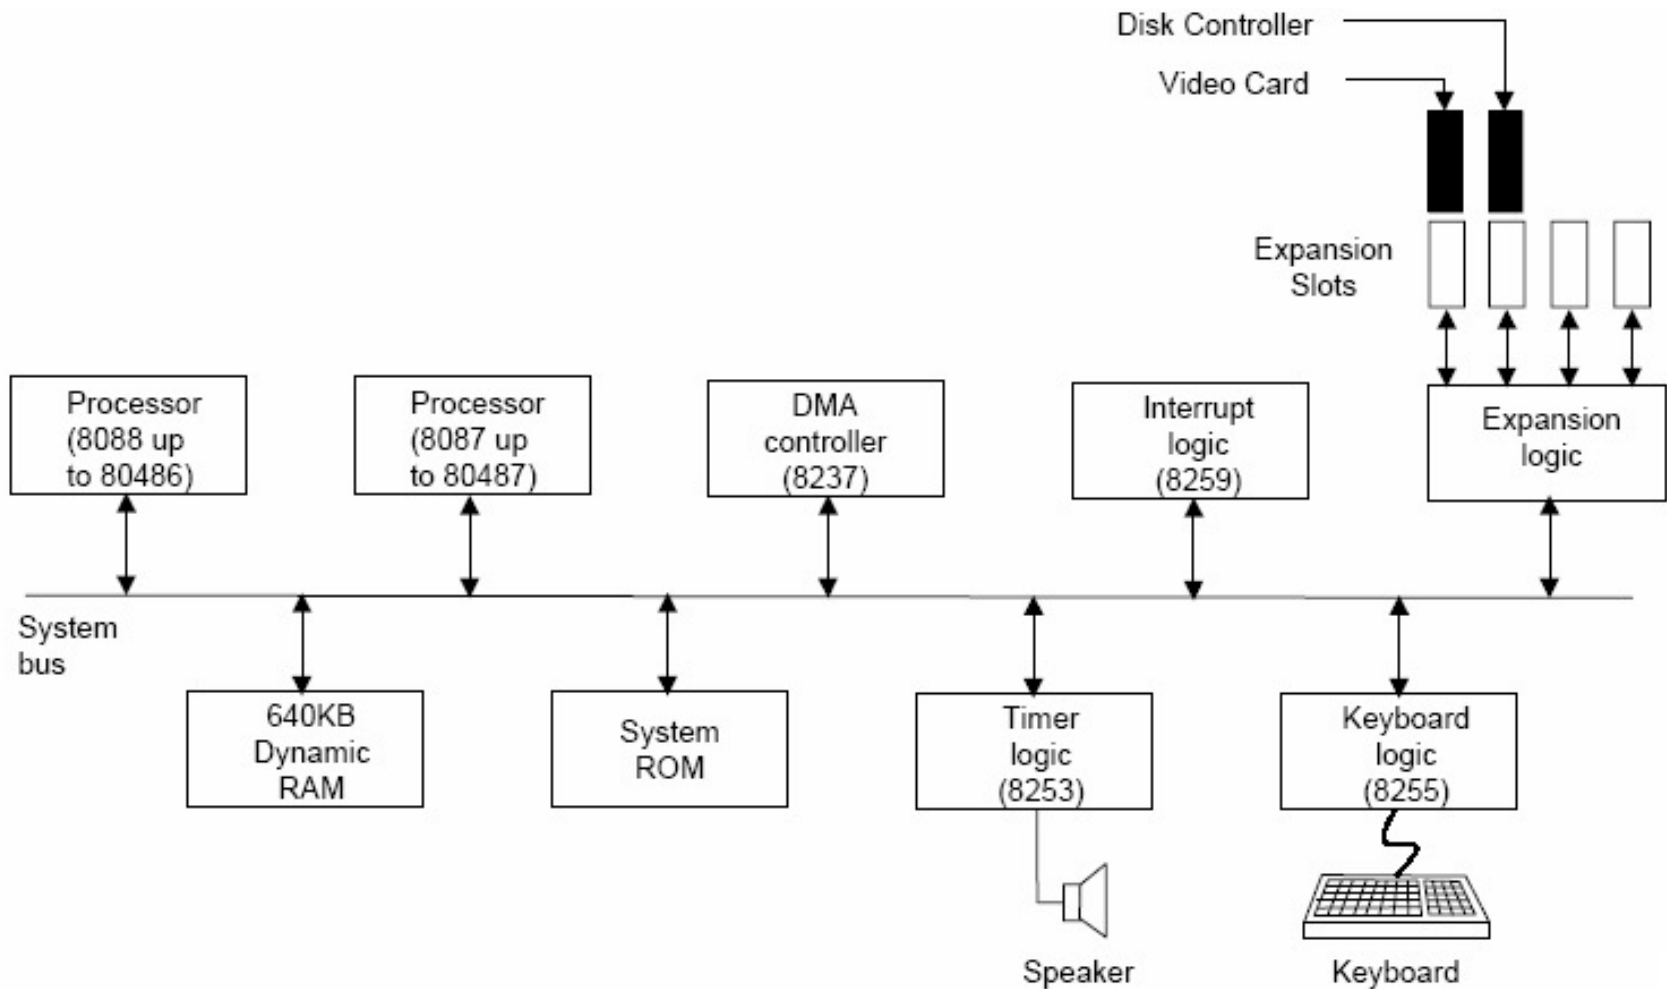 Disk Controller
Video Card
Expansion
Slots
Processor
(8088 up
to 80486)
Processor
(8087 up
to 80487)
DMA
controller
(8237)
Interrupt
logic
(8259)
Expansion
logic
System
bus
640KB
Dynamic
RAM
System
ROM
Timer
logic
(8253)
Keyboard
logic
(8255)
Speaker
Keyboard